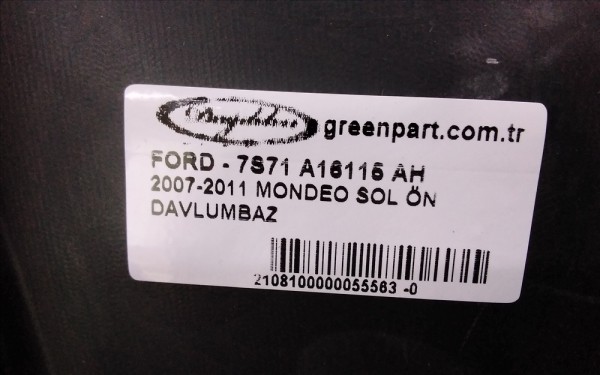 greenpart.com.tr
FORD - 7S71 A16115 AH
2007-2011 MONDEO SOL ÖN
DAVLUMBAZ
2108100000055563 -0